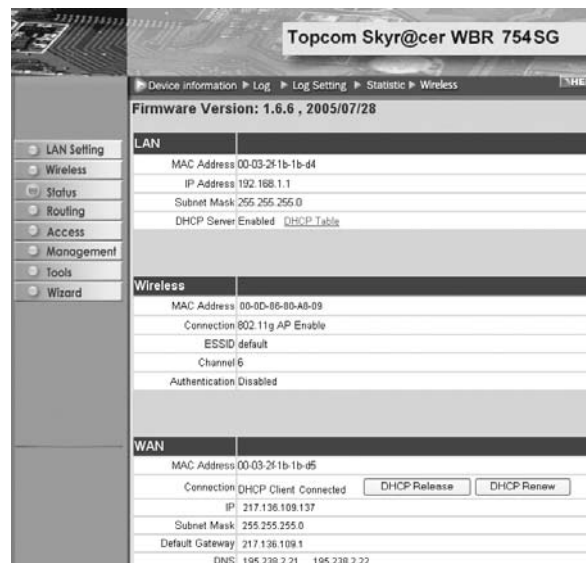 Topcom Skyr@cer WBR 754SG
Device information Log Log Setting Statistic Wireless HE
Firmware Version: 1.6.6 , 2005/07/28
LAN Setting
Wireless
Status
Routing
Access
Management
Tools
Wizard
LAN
MAC Address 00-03-2f-1b-1b-d4
IP Address 192.168.1.1
Subnet Mask 255.255.255.0
DHCP Server Enabled DHCP Table
Wireless
MAC Address 00-0D-86-80-A8-09
Connection 802.11g AP Enable
ESSID default
Channel 6
Authentication Disabled
WAN
MAC Address 00-03-2f-1b-1b-d5
Connection DHCP Client Connected DHCP Release DHCP Renew
IP 217.136.109.137
Subnet Mask 255.255.255.0
Default Gateway 217.136.109.1
DNS 195.238.2.21 195.238.2.22